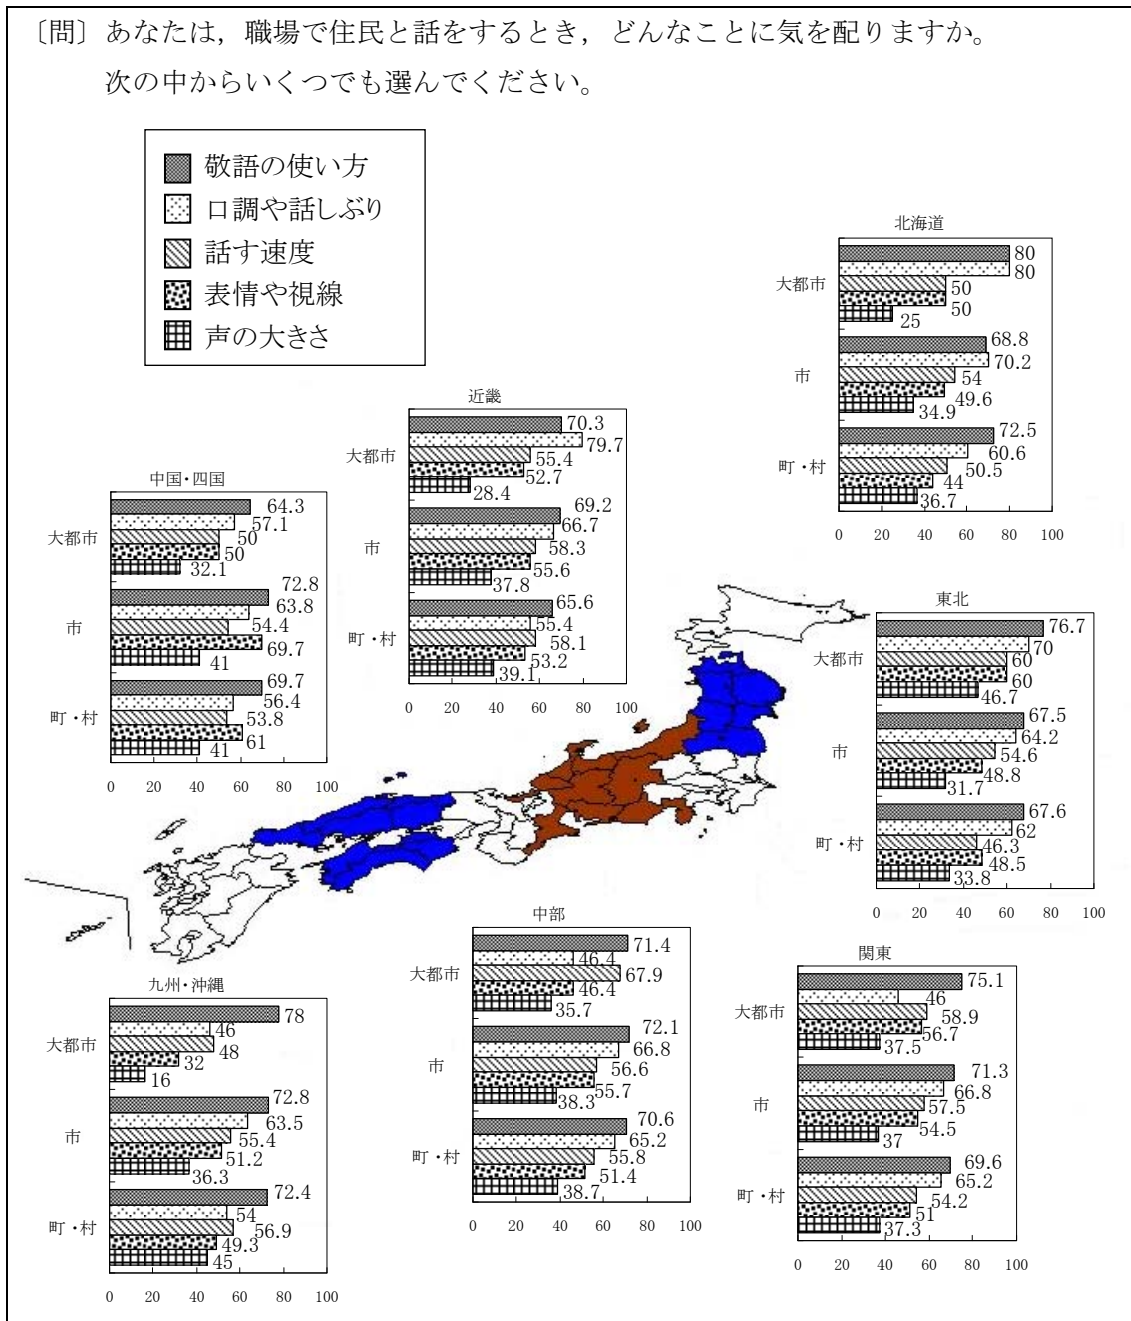 〔問〕あなたは，職場で住民と話をするとき，どんなことに気を配りますか。
次の中からいくつでも選んでください。
敬語の使い方
口調や話しぶり
話す速度
表情や視線
声の大きさ
北海道
大都市
80
80
50
50
25
市
68.8
70.2
54
49.6
34.9
町・村
72.5
60.6
50.5
44
36.7
0 20 40 60 80 100
近畿
大都市
70.3
79.7
55.4
52.7
28.4
市
69.2
66.7
58.3
55.6
37.8
町・村
65.6
55.4
58.1
53.2
39.1
0 20 40 60 80 100
中国・四国
大都市
64.3
57.1
50
50
32.1
市
72.8
63.8
54.4
69.7
41
町・村
69.7
56.4
53.8
61
41
0 20 40 60 80 100
東北
大都市
76.7
70
60
60
46.7
市
67.5
64.2
54.6
48.8
31.7
町・村
67.6
62
46.3
48.5
33.8
0 20 40 60 80 100
中部
大都市
71.4
46.4
67.9
46.4
35.7
市
72.1
66.8
56.6
55.7
38.3
町・村
70.6
65.2
55.8
51.4
38.7
0 20 40 60 80 100
関東
大都市
75.1
46
58.9
56.7
37.5
市
71.3
66.8
57.5
54.5
37
町・村
69.6
65.2
54.2
51
37.3
0 20 40 60 80 100
九州・沖縄
大都市
78
46
48
32
16
市
72.8
63.5
55.4
51.2
36.3
町・村
72.4
54
56.9
49.3
45
0 20 40 60 80 100